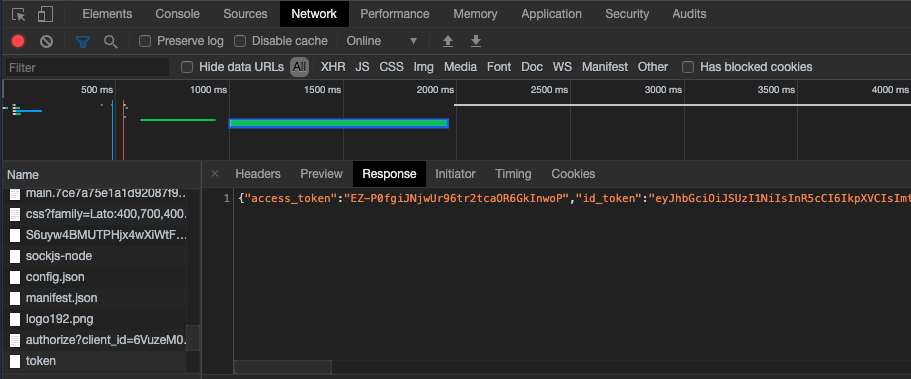 Elements Console Sources Network Performance Memory Application Security Audits
Preserve log Disable cache Online
Filter Hide data URLs All XHR JS CSS Img Media Font Doc WS Manifest Other Has blocked cookies
500 ms 1000 ms 1500 ms 2000 ms 2500 ms 3000 ms 3500 ms 4000 ms
Name × Headers Preview Response Initiator Timing Cookies
main.7ce7a75e1a1d92087f9...
css?family=Lato:400,700,400...
S6uyw4BMUTPHjx4wXiWtF...
sockjs-node
config.json
manifest.json
logo192.png
authorize?client_id=6VuzeM0...
token
1 {"access_token":"EZ-P0fgiJNjwUr96tr2tcaOR6GkInwoP","id_token":"eyJhbGciOiJSUzI1NiIsInR5cCI6IkpXVCIsImt